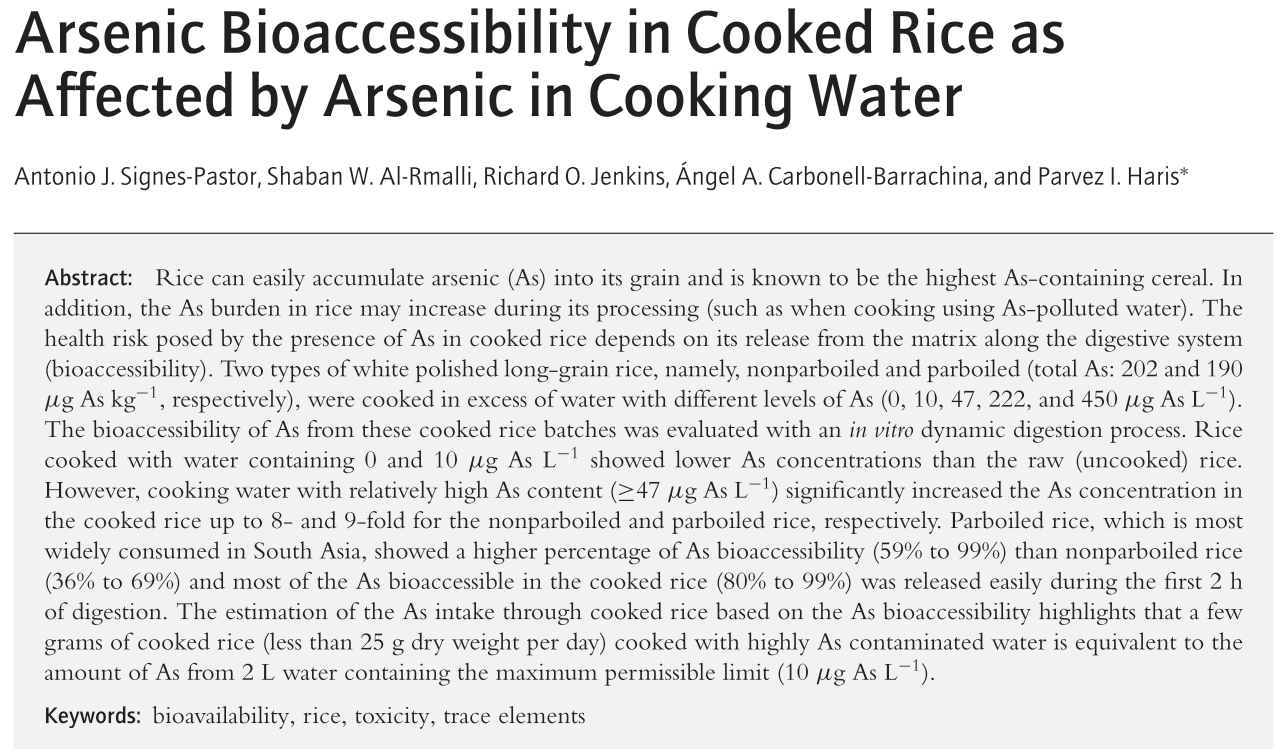 Arsenic Bioaccessibility in Cooked Rice as
Affected by Arsenic in Cooking Water
Antonio J. Signes-Pastor, Shaban W. Al-Rmalli, Richard O. Jenkins, Ángel A. Carbonell-Barrachina, and Parvez I. Haris*
Abstract: Rice can easily accumulate arsenic (As) into its grain and is known to be the highest As-containing cereal. In
addition, the As burden in rice may increase during its processing (such as when cooking using As-polluted water). The
health risk posed by the presence of As in cooked rice depends on its release from the matrix along the digestive system
(bioaccessibility). Two types of white polished long-grain rice, namely, nonparboiled and parboiled (total As: 202 and 190
μg As kg⁻¹, respectively), were cooked in excess of water with different levels of As (0, 10, 47, 222, and 450 μg As L⁻¹).
The bioaccessibility of As from these cooked rice batches was evaluated with an in vitro dynamic digestion process. Rice
cooked with water containing 0 and 10 μg As L⁻¹ showed lower As concentrations than the raw (uncooked) rice.
However, cooking water with relatively high As content (≥47 μg As L⁻¹) significantly increased the As concentration in
the cooked rice up to 8- and 9-fold for the nonparboiled and parboiled rice, respectively. Parboiled rice, which is most
widely consumed in South Asia, showed a higher percentage of As bioaccessibility (59% to 99%) than nonparboiled rice
(36% to 69%) and most of the As bioaccessible in the cooked rice (80% to 99%) was released easily during the first 2 h
of digestion. The estimation of the As intake through cooked rice based on the As bioaccessibility highlights that a few
grams of cooked rice (less than 25 g dry weight per day) cooked with highly As contaminated water is equivalent to the
amount of As from 2 L water containing the maximum permissible limit (10 μg As L⁻¹).
Keywords: bioavailability, rice, toxicity, trace elements